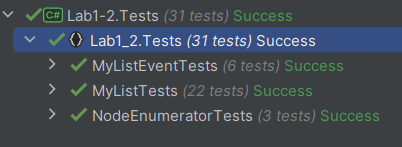 C# Lab1-2.Tests (31 tests) Success
Lab1_2.Tests (31 tests) Success
MyListEventTests (6 tests) Success
MyListTests (22 tests) Success
NodeEnumeratorTests (3 tests) Success